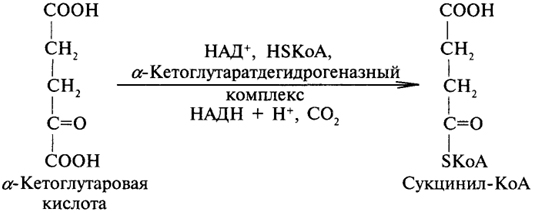 COOH
CH₂
CH₂
C=O
COOH
α-Кетоглутаровая
кислота
НАД⁺, HSKoA,
α-Кетоглутаратдегидрогеназный
комплекс
НАДН + Н⁺, CO₂
COOH
CH₂
CH₂
C=O
SKoA
Сукцинил-КоА